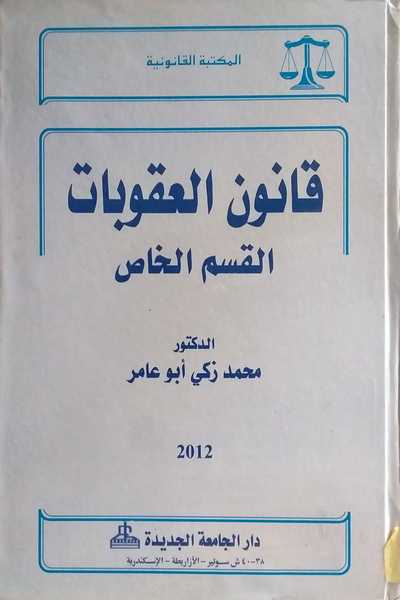 المكتبة القانونية
قانون العقوبات
القسم الخاص
الدكتور
محمد زكي أبو عامر
2012
دار الجامعة الجديدة
٣٨-٤٠ ش سوتير - الأزاريطة - الإسكندرية